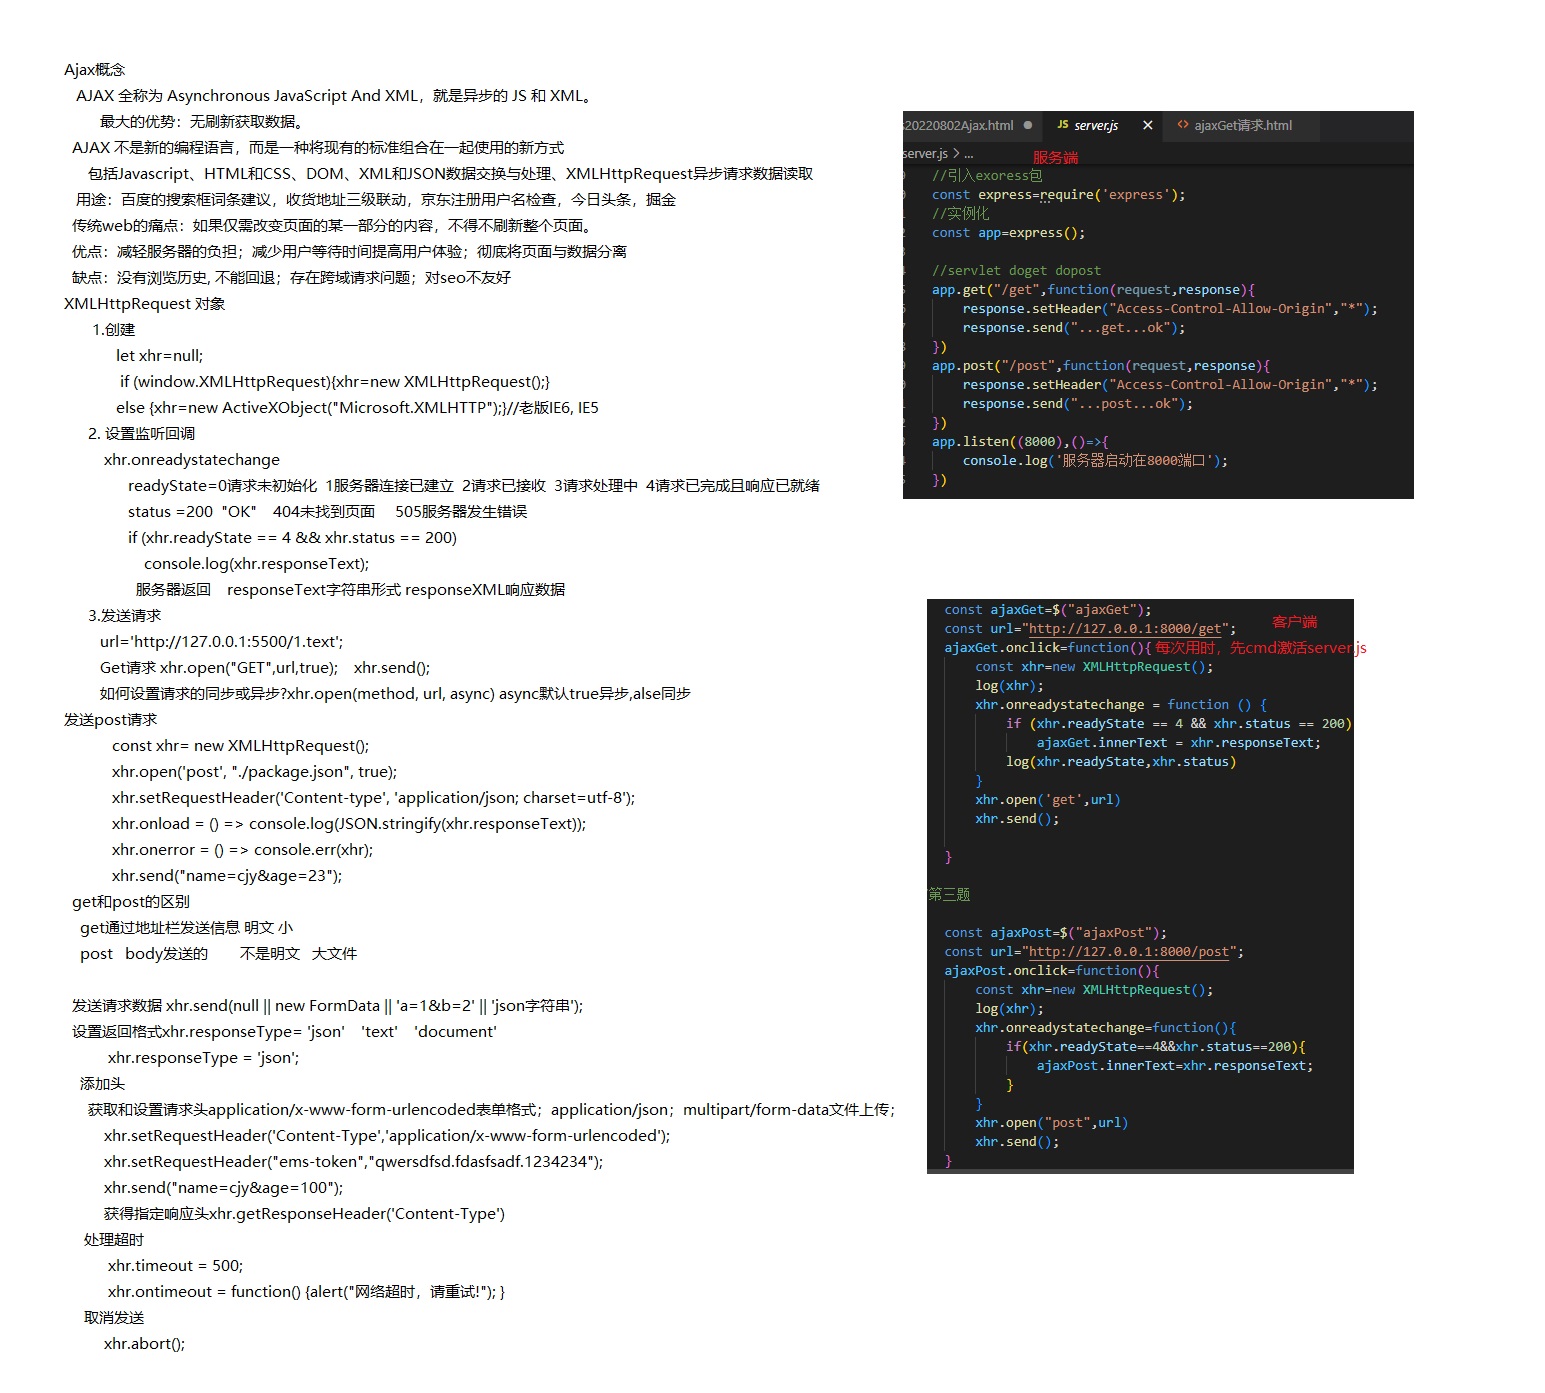 Ajax概念
AJAX 全称为 Asynchronous JavaScript And XML，就是异步的 JS 和 XML。
最大的优势：无刷新获取数据。
AJAX 不是新的编程语言，而是一种将现有的标准组合在一起使用的新方式
包括Javascript、HTML和CSS、DOM、XML和JSON数据交换与处理、XMLHttpRequest异步请求数据读取
用途：百度的搜索框词条建议，收货地址三级联动，京东注册用户名检查，今日头条，掘金
传统web的痛点：如果仅需改变页面的某一部分的内容，不得不刷新整个页面。
优点：减轻服务器的负担；减少用户等待时间提高用户体验；彻底将页面与数据分离
缺点：没有浏览历史, 不能回退；存在跨域请求问题；对seo不友好
XMLHttpRequest 对象
1.创建
let xhr=null;
if (window.XMLHttpRequest){xhr=new XMLHttpRequest();}
else {xhr=new ActiveXObject("Microsoft.XMLHTTP");}//老版IE6, IE5
2. 设置监听回调
xhr.onreadystatechange
readyState=0请求未初始化 1服务器连接已建立 2请求已接收 3请求处理中 4请求已完成且响应已就绪
status =200 "OK" 404未找到页面 505服务器发生错误
if (xhr.readyState == 4 && xhr.status == 200)
console.log(xhr.responseText);
服务器返回 responseText字符串形式 responseXML响应数据
3.发送请求
url='http://127.0.0.1:5500/1.text';
Get请求 xhr.open("GET",url,true); xhr.send();
如何设置请求的同步或异步?xhr.open(method, url, async) async默认true异步,alse同步
发送post请求
const xhr= new XMLHttpRequest();
xhr.open('post', "./package.json", true);
xhr.setRequestHeader('Content-type', 'application/json; charset=utf-8');
xhr.onload = () => console.log(JSON.stringify(xhr.responseText));
xhr.onerror = () => console.err(xhr);
xhr.send("name=cjy&age=23");
get和post的区别
get通过地址栏发送信息 明文 小
post body发送的 不是明文 大文件
发送请求数据 xhr.send(null || new FormData || 'a=1&b=2' || 'json字符串');
设置返回格式xhr.responseType= 'json' 'text' 'document'
xhr.responseType = 'json';
添加头
获取和设置请求头application/x-www-form-urlencoded表单格式；application/json；multipart/form-data文件上传；
xhr.setRequestHeader('Content-Type','application/x-www-form-urlencoded');
xhr.setRequestHeader("ems-token","qwersdfsd.fdasfsadf.1234234");
xhr.send("name=cjy&age=100");
获得指定响应头xhr.getResponseHeader('Content-Type')
处理超时
xhr.timeout = 500;
xhr.ontimeout = function() {alert("网络超时，请重试!"); }
取消发送
xhr.abort();
s20220802Ajax.html ● JS server.js × <> ajaxGet请求.html
server.js > ...
服务端
//引入exoress包
const express=require('express');
//实例化
const app=express();
//servlet doget dopost
app.get("/get",function(request,response){
response.setHeader("Access-Control-Allow-Origin","*");
response.send("...get...ok");
})
app.post("/post",function(request,response){
response.setHeader("Access-Control-Allow-Origin","*");
response.send("...post...ok");
})
app.listen((8000),()=>{
console.log('服务器启动在8000端口');
})
const ajaxGet=$("ajaxGet");
客户端
const url="http://127.0.0.1:8000/get";
ajaxGet.onclick=function(){ 每次用时，先cmd激活server.js
const xhr=new XMLHttpRequest();
log(xhr);
xhr.onreadystatechange = function () {
if (xhr.readyState == 4 && xhr.status == 200)
ajaxGet.innerText = xhr.responseText;
log(xhr.readyState,xhr.status)
}
xhr.open('get',url)
xhr.send();
}
第三题
const ajaxPost=$("ajaxPost");
const url="http://127.0.0.1:8000/post";
ajaxPost.onclick=function(){
const xhr=new XMLHttpRequest();
log(xhr);
xhr.onreadystatechange=function(){
if(xhr.readyState==4&&xhr.status==200){
ajaxPost.innerText=xhr.responseText;
}
}
xhr.open("post",url)
xhr.send();
}